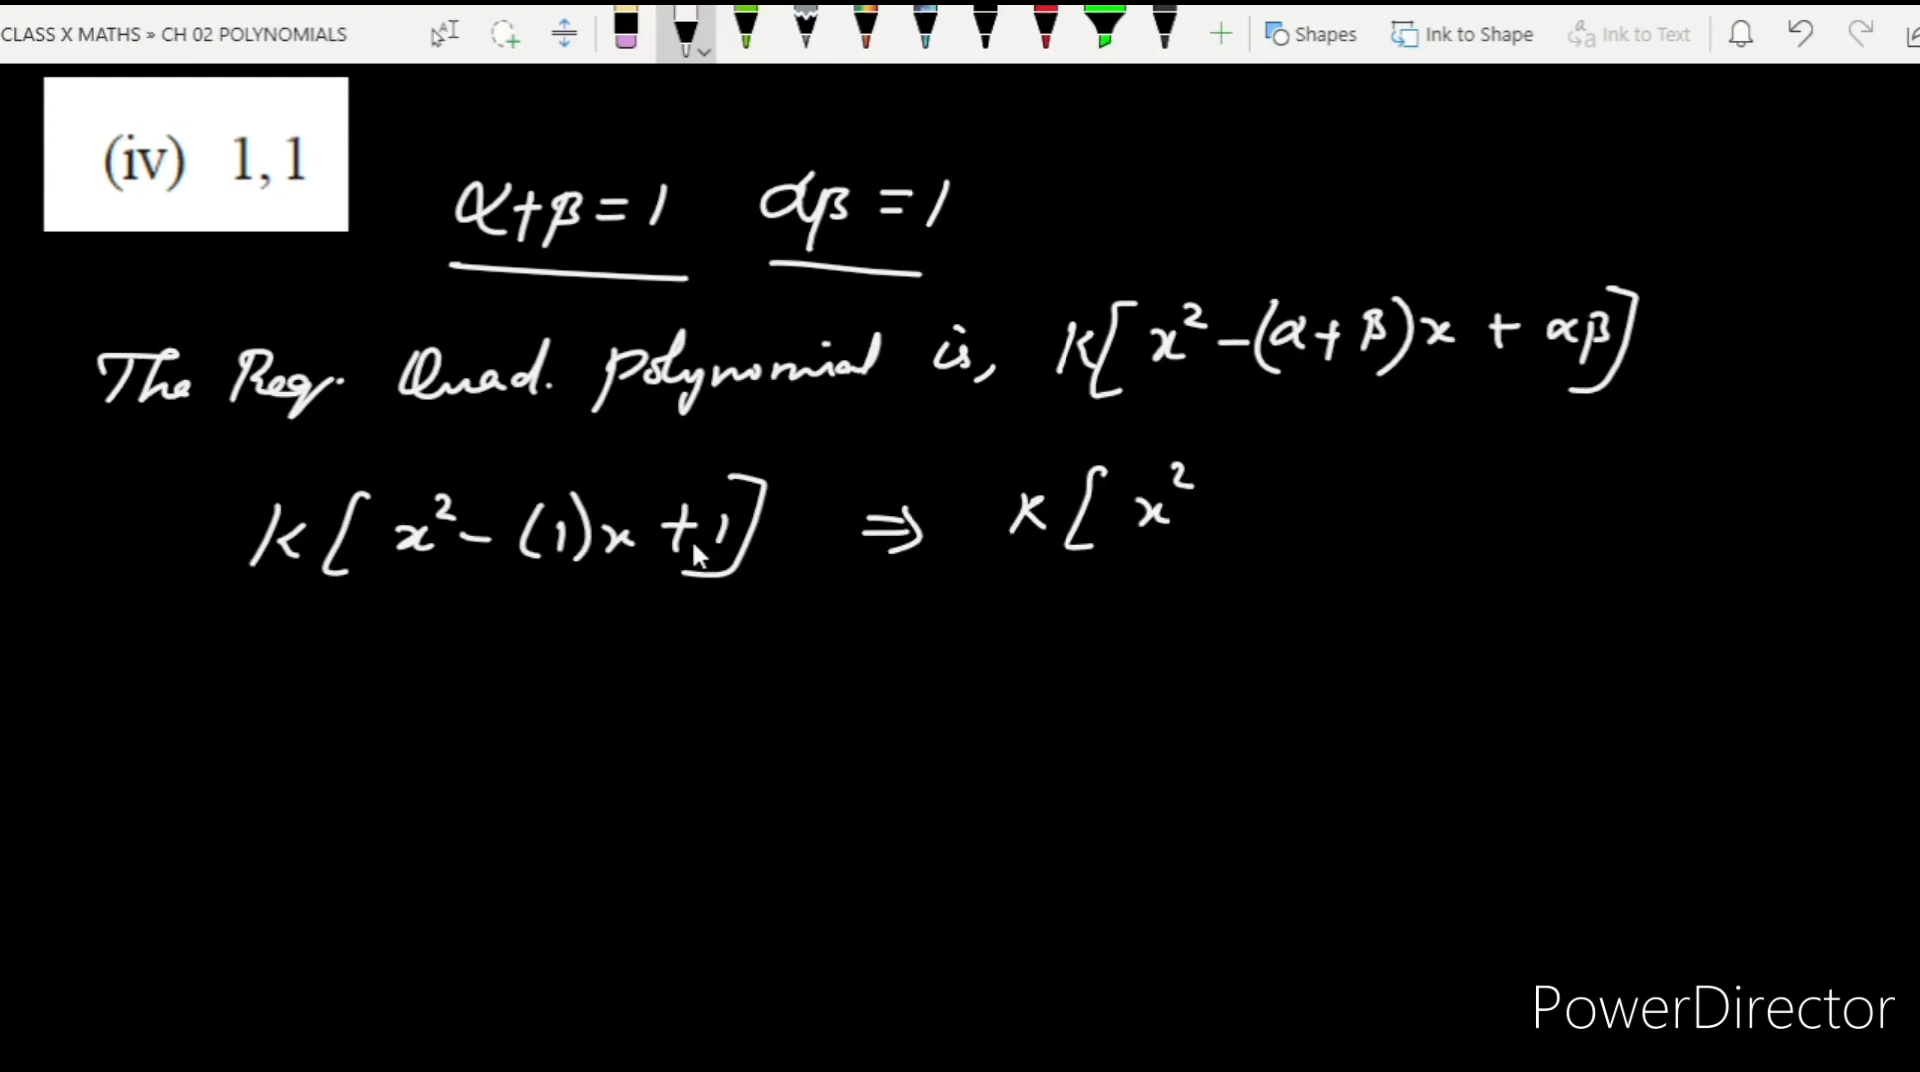 CLASS X MATHS » CH 02 POLYNOMIALS Shapes Ink to Shape Ink to Text
(iv) 1, 1
α+β=1 αβ=1
The Req. Quad. polynomial is, K[x²-(α+β)x + αβ]
K[x²-(1)x+1] ⇒ K[x²
PowerDirector